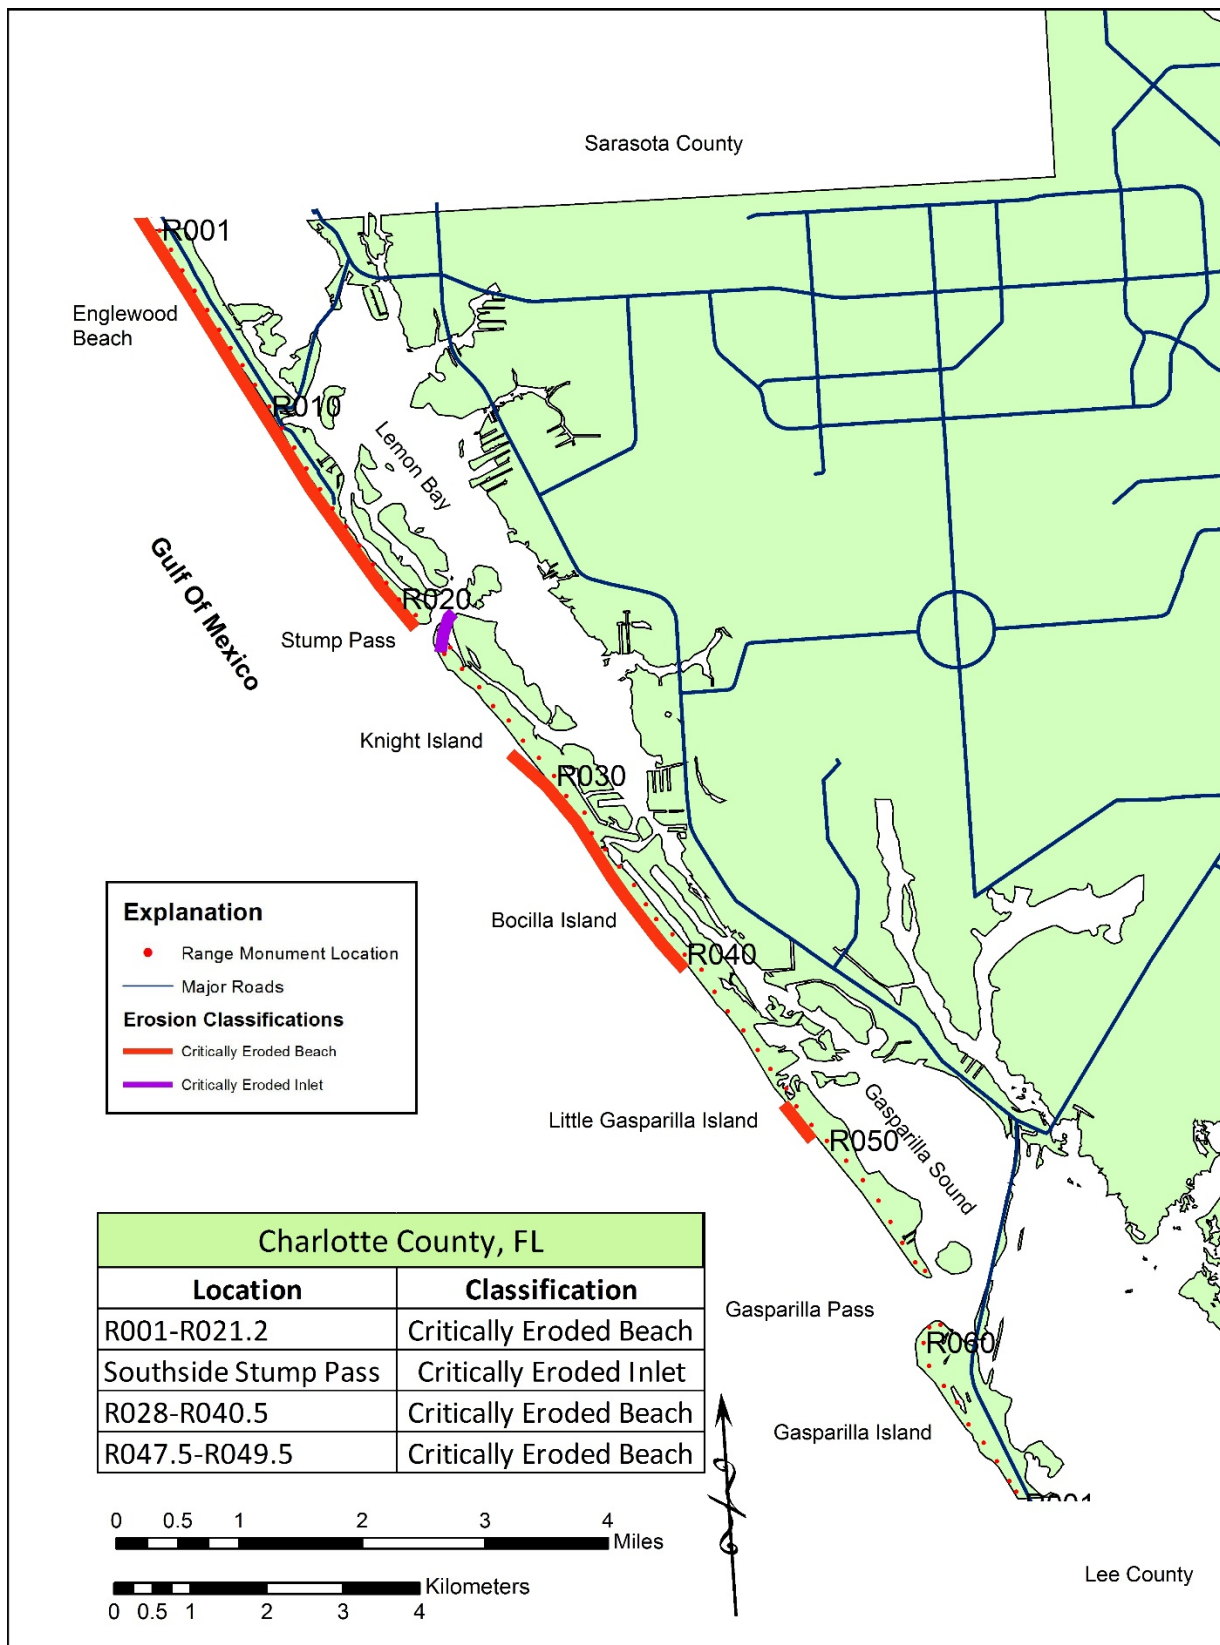 Sarasota County
R001
Englewood
Beach
R010
Lemon Bay
Gulf Of Mexico
R020
Stump Pass
Knight Island
R030
Explanation
Range Monument Location
Major Roads
Erosion Classifications
Critically Eroded Beach
Critically Eroded Inlet
Bocilla Island
R040
Little Gasparilla Island
R050
Gasparilla Sound
Charlotte County, FL
Location Classification
R001-R021.2 Critically Eroded Beach
Southside Stump Pass Critically Eroded Inlet
R028-R040.5 Critically Eroded Beach
R047.5-R049.5 Critically Eroded Beach
Gasparilla Pass
R060
Gasparilla Island
R001
0 0.5 1 2 3 4
Miles
Kilometers
0 0.5 1 2 3 4
Lee County